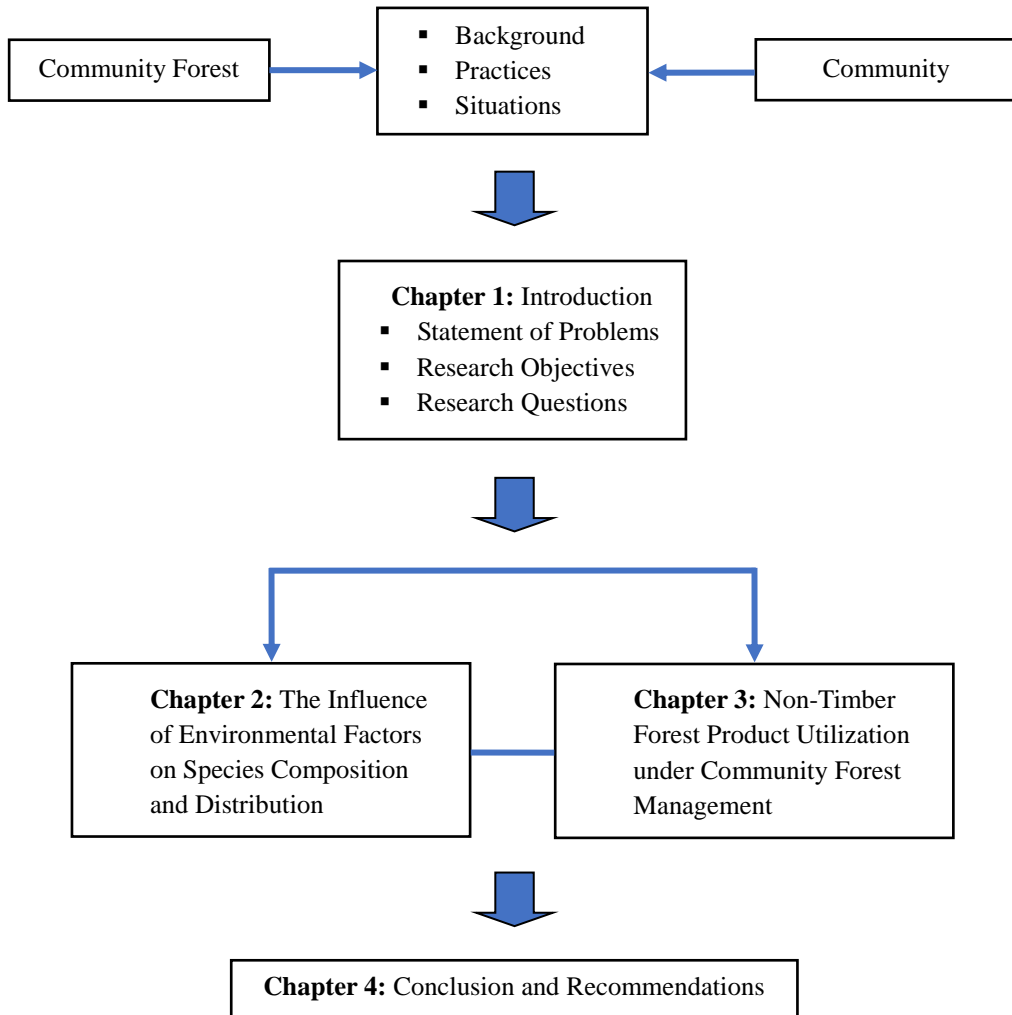 Community Forest
▪ Background
▪ Practices
▪ Situations
Community
Chapter 1: Introduction
▪ Statement of Problems
▪ Research Objectives
▪ Research Questions
Chapter 2: The Influence
of Environmental Factors
on Species Composition
and Distribution
Chapter 3: Non-Timber
Forest Product Utilization
under Community Forest
Management
Chapter 4: Conclusion and Recommendations